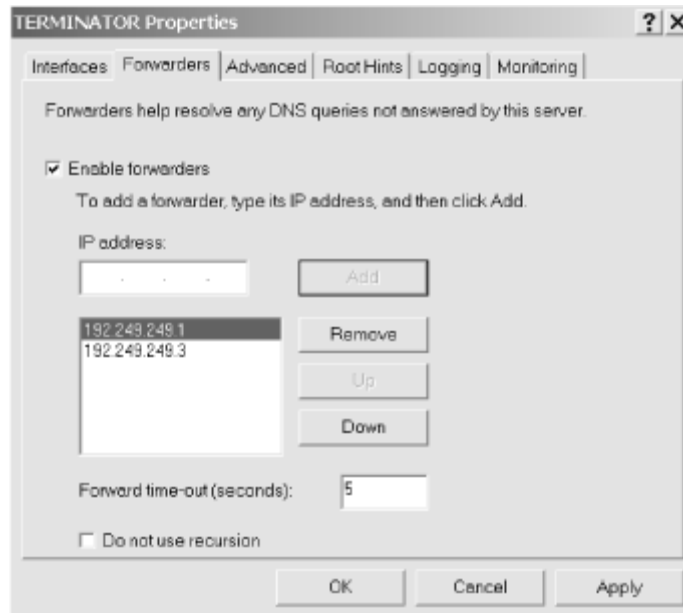 TERMINATOR Properties ? X
Interfaces Forwarders Advanced Root Hints Logging Monitoring
Forwarders help resolve any DNS queries not answered by this server.
Enable forwarders
To add a forwarder, type its IP address, and then click Add.
IP address:
. . . Add
192.249.249.1 Remove
192.249.249.3
Up
Down
Forward time-out (seconds): 5
Do not use recursion
OK Cancel Apply